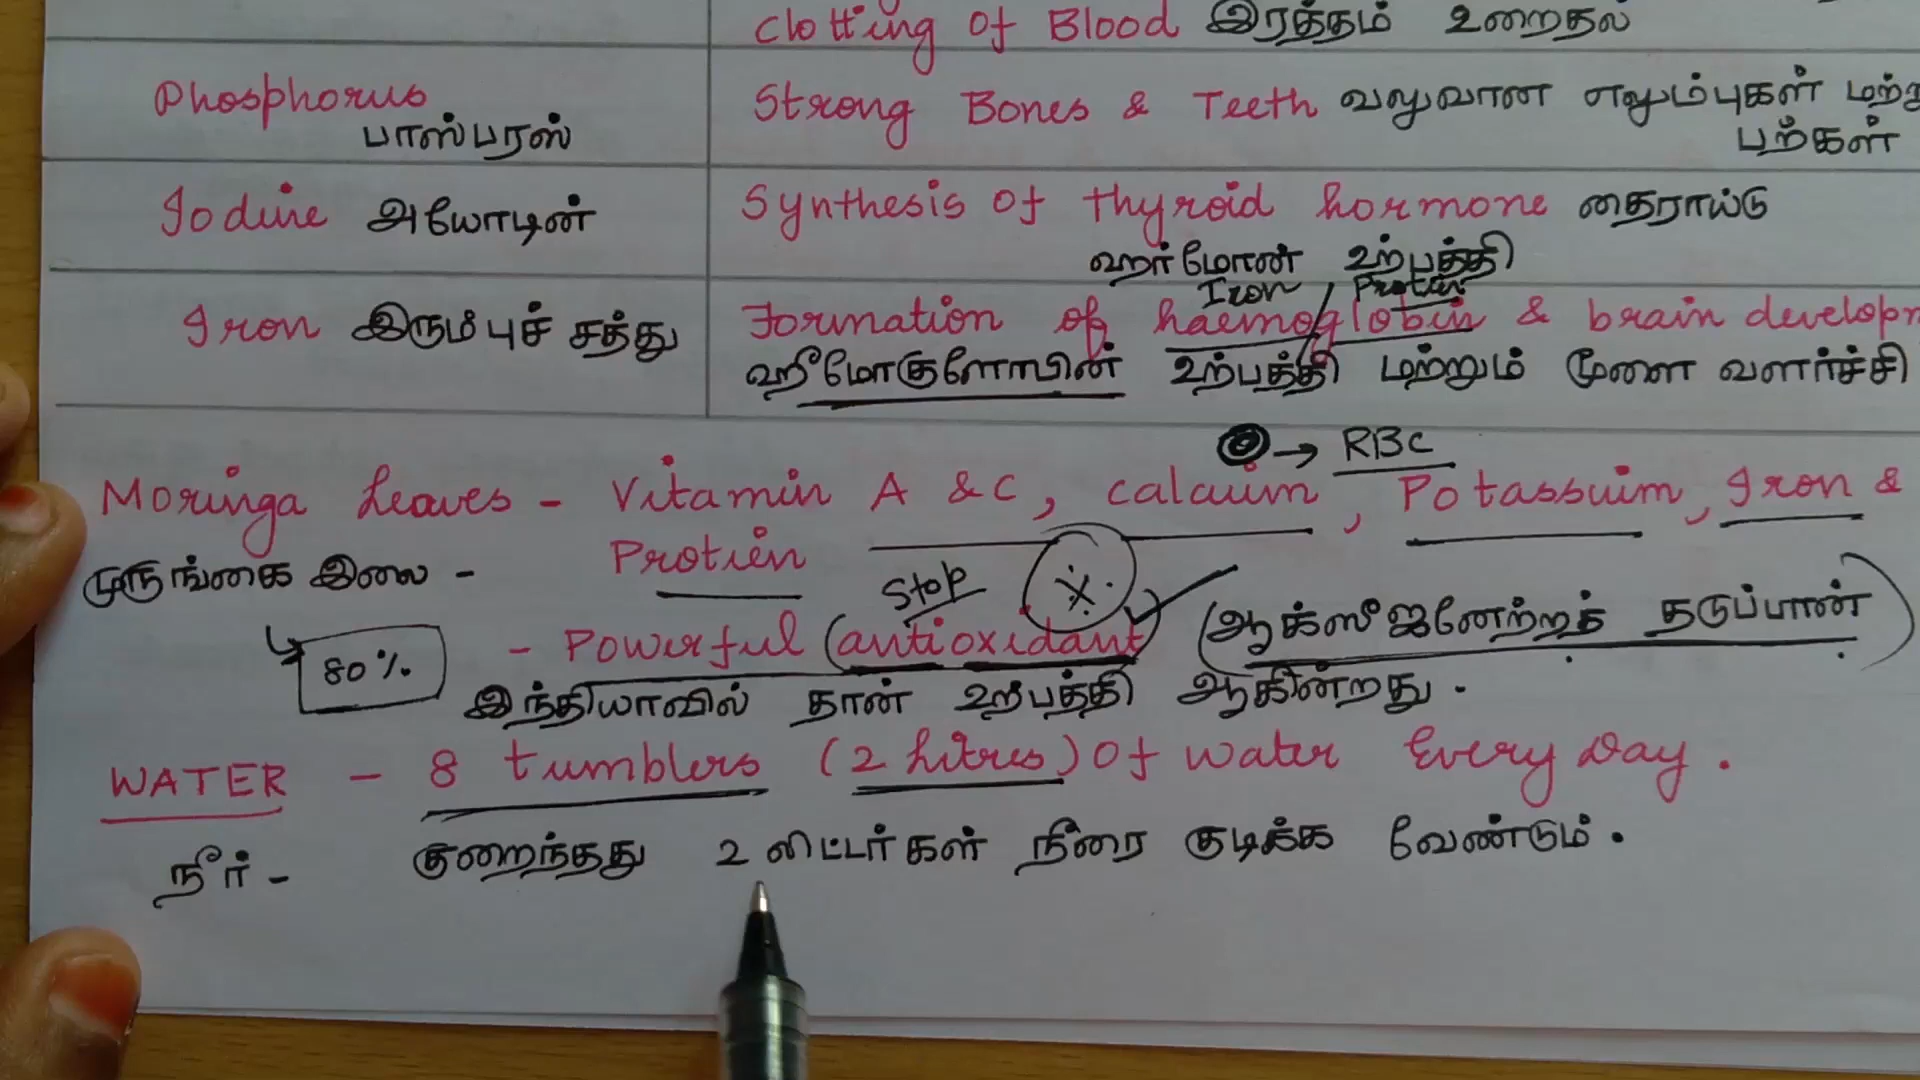 Clotting of Blood இரத்தம் உறைதல்
Phosphorus
பாஸ்பரஸ்
Strong Bones & Teeth வலுவான எலும்புகள் மற்று
பற்கள்
Iodine அயோடின்
Synthesis of thyroid hormone தைராய்டு
ஹார்மோன் உற்பத்தி
Iron / Protein
Iron இரும்புச் சத்து
Formation of haemoglobin & brain developm
ஹீமோகுளோபின் உற்பத்தி மற்றும் மூளை வளர்ச்சி
→ RBC
Moringa Leaves - Vitamin A & C, calcium, Potassium, Iron &
Protien
முருங்கை இலை -
Stop
80%
- Powerful (antioxidant) (ஆக்ஸீஜனேற்றத் தடுப்பான்)
இந்தியாவில் தான் உற்பத்தி ஆகின்றது.
WATER - 8 tumblers (2 litres) Of water Every Day.
நீர் - குறைந்தது 2 லிட்டர்கள் நீரை குடிக்க வேண்டும்.